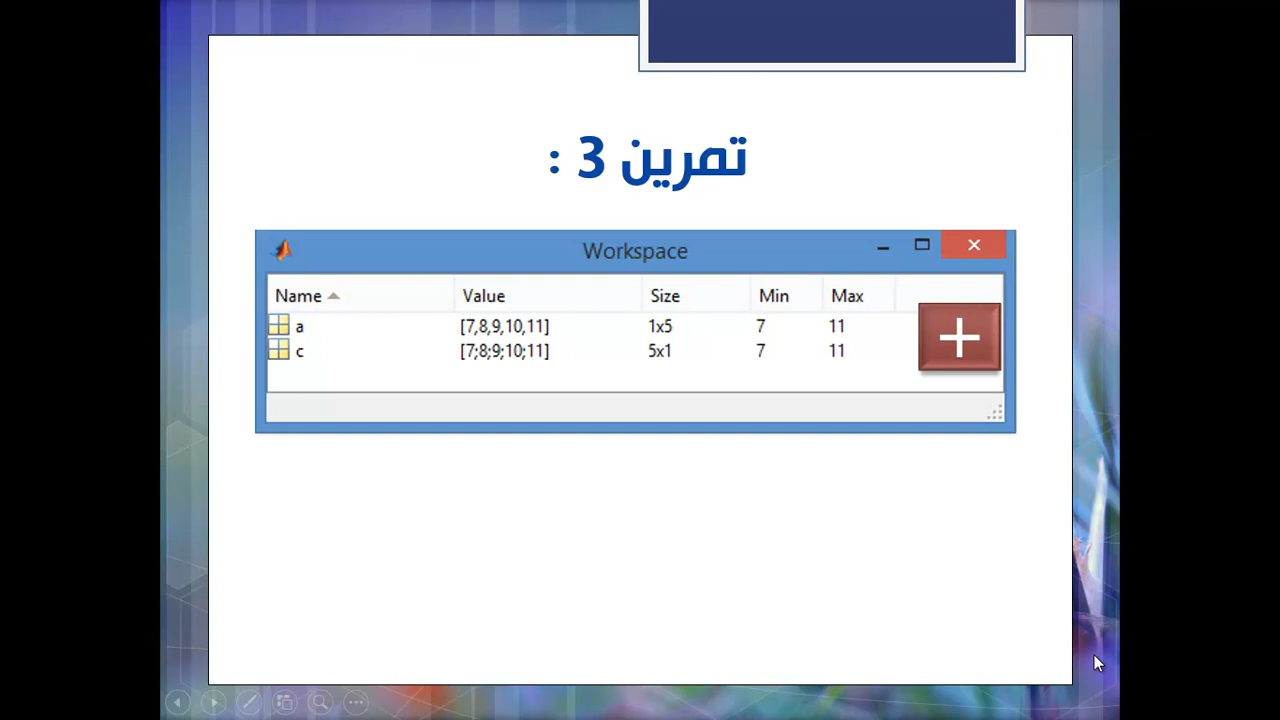 تمرين 3 :
Workspace
Name Value Size Min Max
a [7,8,9,10,11] 1x5 7 11
c [7;8;9;10;11] 5x1 7 11
+